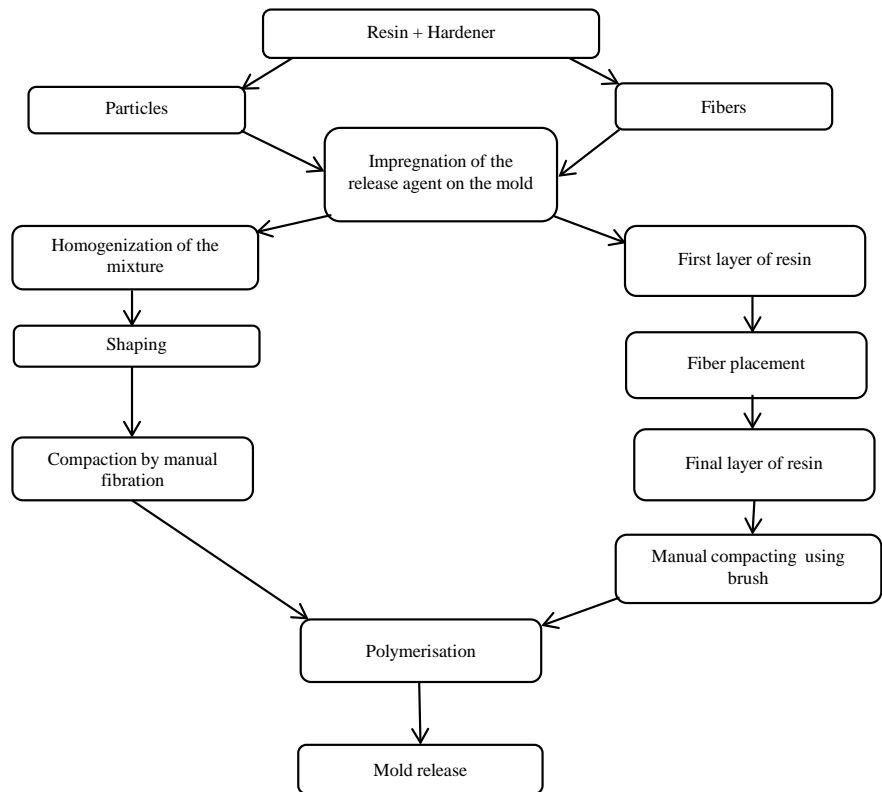 Resin + Hardener
Particles
Fibers
Impregnation of the
release agent on the mold
Homogenization of the
mixture
First layer of resin
Shaping
Fiber placement
Compaction by manual
fibration
Final layer of resin
Manual compacting using
brush
Polymerisation
Mold release